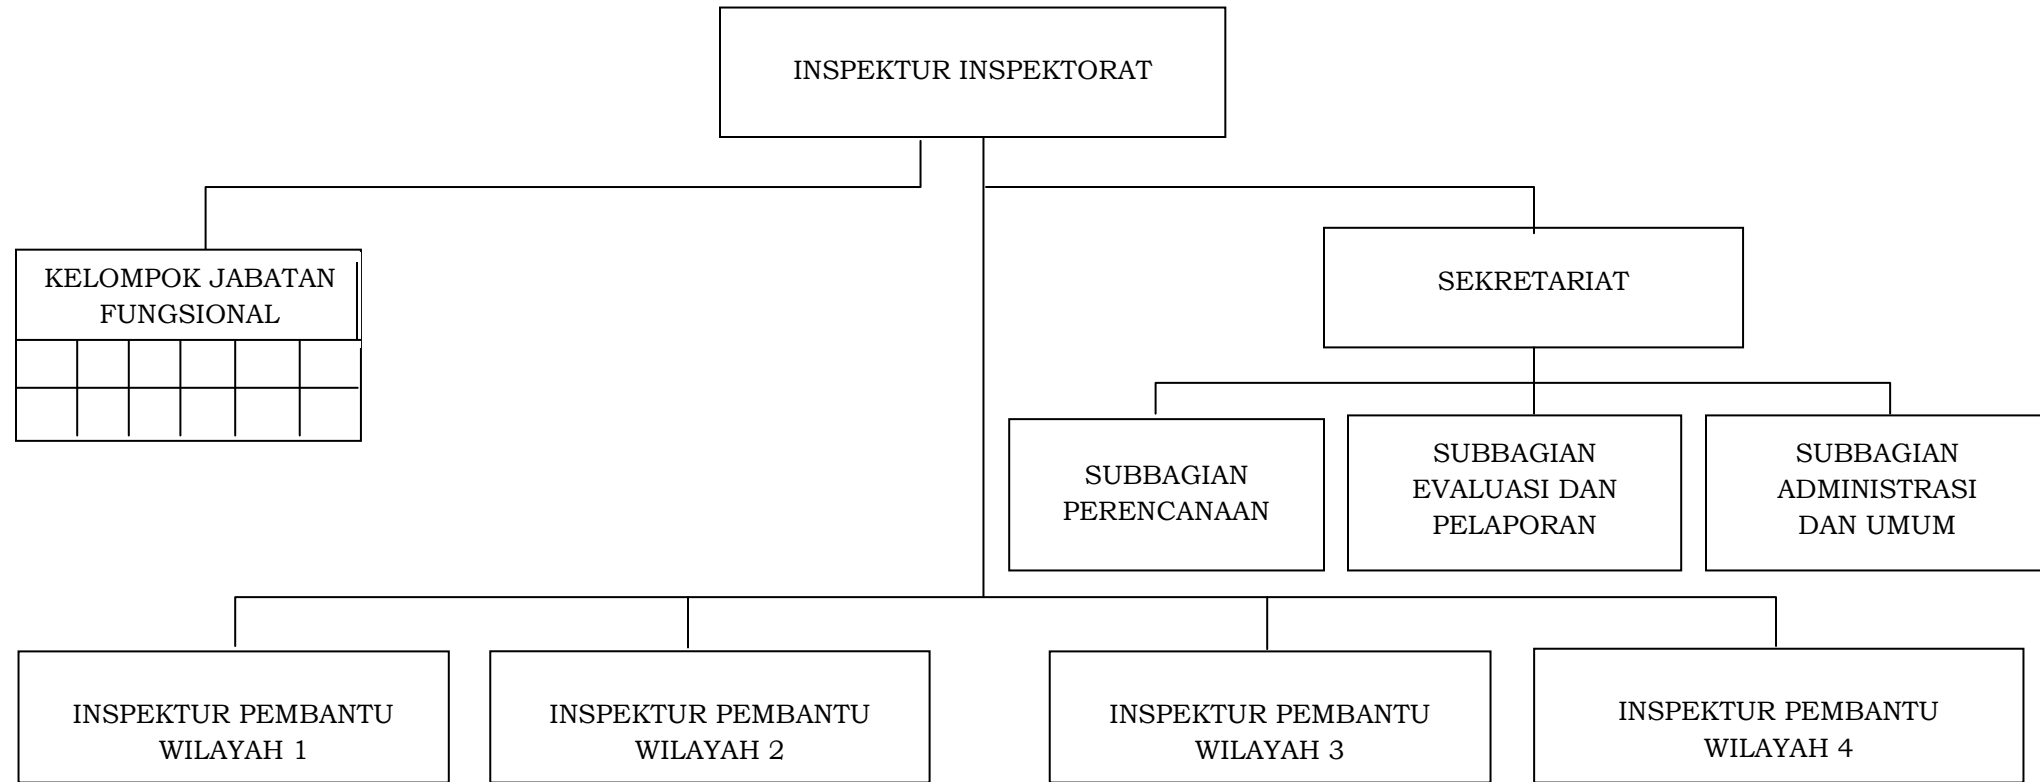 INSPEKTUR INSPEKTORAT
KELOMPOK JABATAN
FUNGSIONAL
SEKRETARIAT
SUBBAGIAN
PERENCANAAN
SUBBAGIAN
EVALUASI DAN
PELAPORAN
SUBBAGIAN
ADMINISTRASI
DAN UMUM
INSPEKTUR PEMBANTU
WILAYAH 1
INSPEKTUR PEMBANTU
WILAYAH 2
INSPEKTUR PEMBANTU
WILAYAH 3
INSPEKTUR PEMBANTU
WILAYAH 4